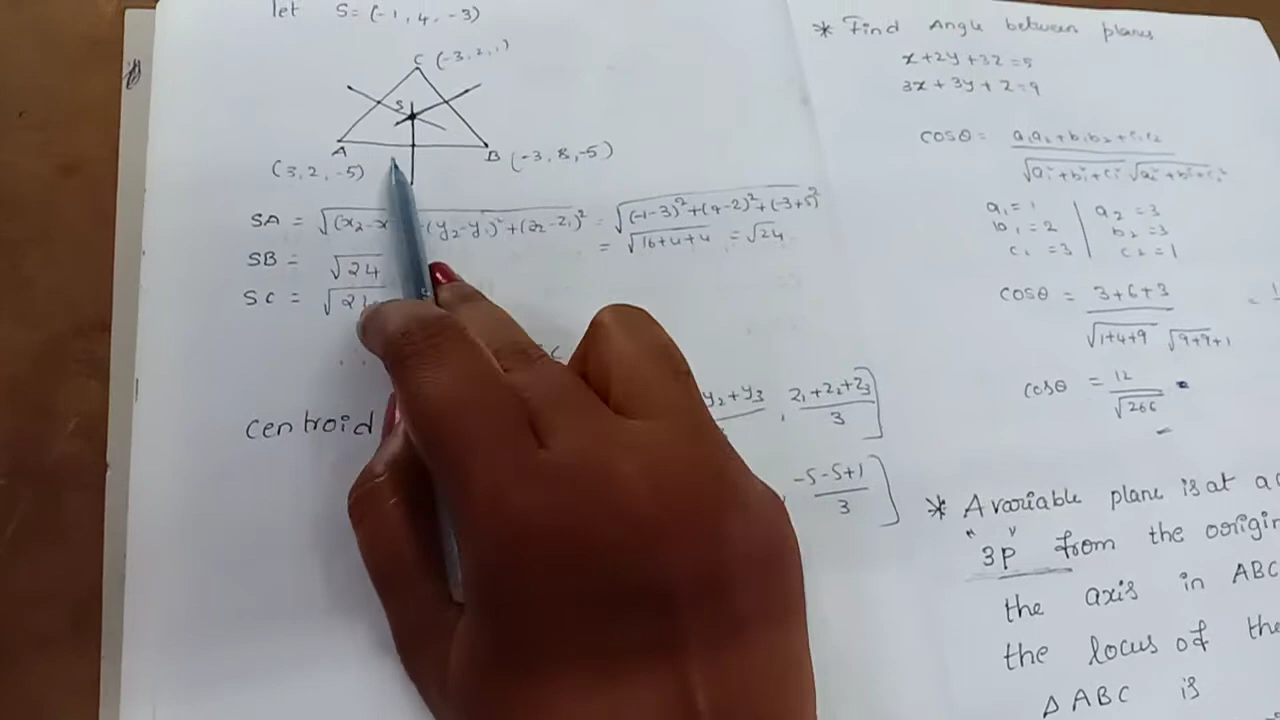 let S = (-1, 4, -3)
C (-3, 2, 1)
S
A
B (-3, 8, -5)
(3, 2, -5)
SA = √(x₂-x (y₂-y₁)²+(z₂-z₁)² = √(-1-3)²+(4-2)²+(-3+5)²
= √16+4+4 = √24
SB = √24
SC = √24
centroid
y₂+y₃ , z₁+z₂+z₃ / 3 ]
, -5-5+1 / 3 ]
* Find Angle between planes
x+2y+3z=5
3x+3y+z=9
cosθ = a₁a₂+b₁b₂+c₁c₂ / √a₁²+b₁²+c₁² √a₂²+b₂²+c₂²
a₁=1 | a₂=3
b₁=2 | b₂=3
c₁=3 | c₂=1
cosθ = 3+6+3 / √1+4+9 √9+9+1
cosθ = 12 / √266
* A variable plane is at a
"3P" from the origin
the axis in ABC
the locus of the
Δ ABC is